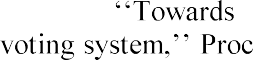 ‘‘Towards
voting system,’’ Proc